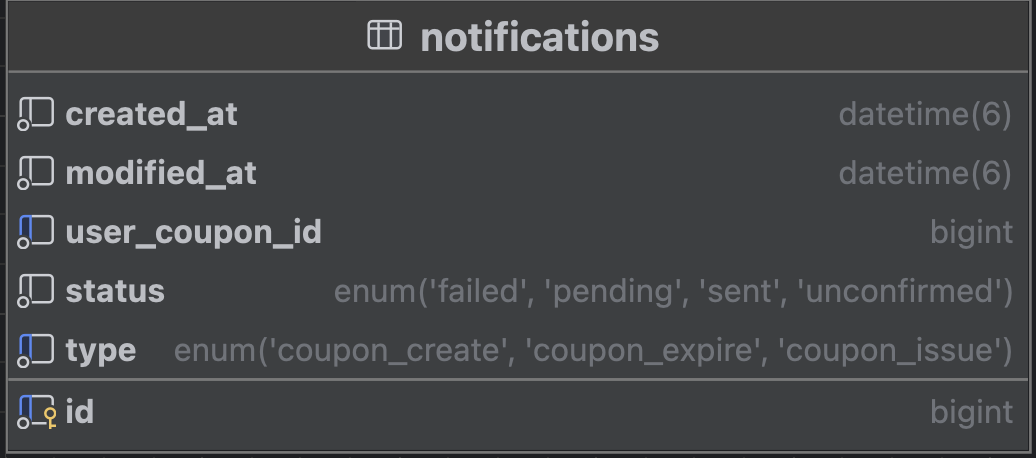 notifications
created_at datetime(6)
modified_at datetime(6)
user_coupon_id bigint
status enum('failed', 'pending', 'sent', 'unconfirmed')
type enum('coupon_create', 'coupon_expire', 'coupon_issue')
id bigint